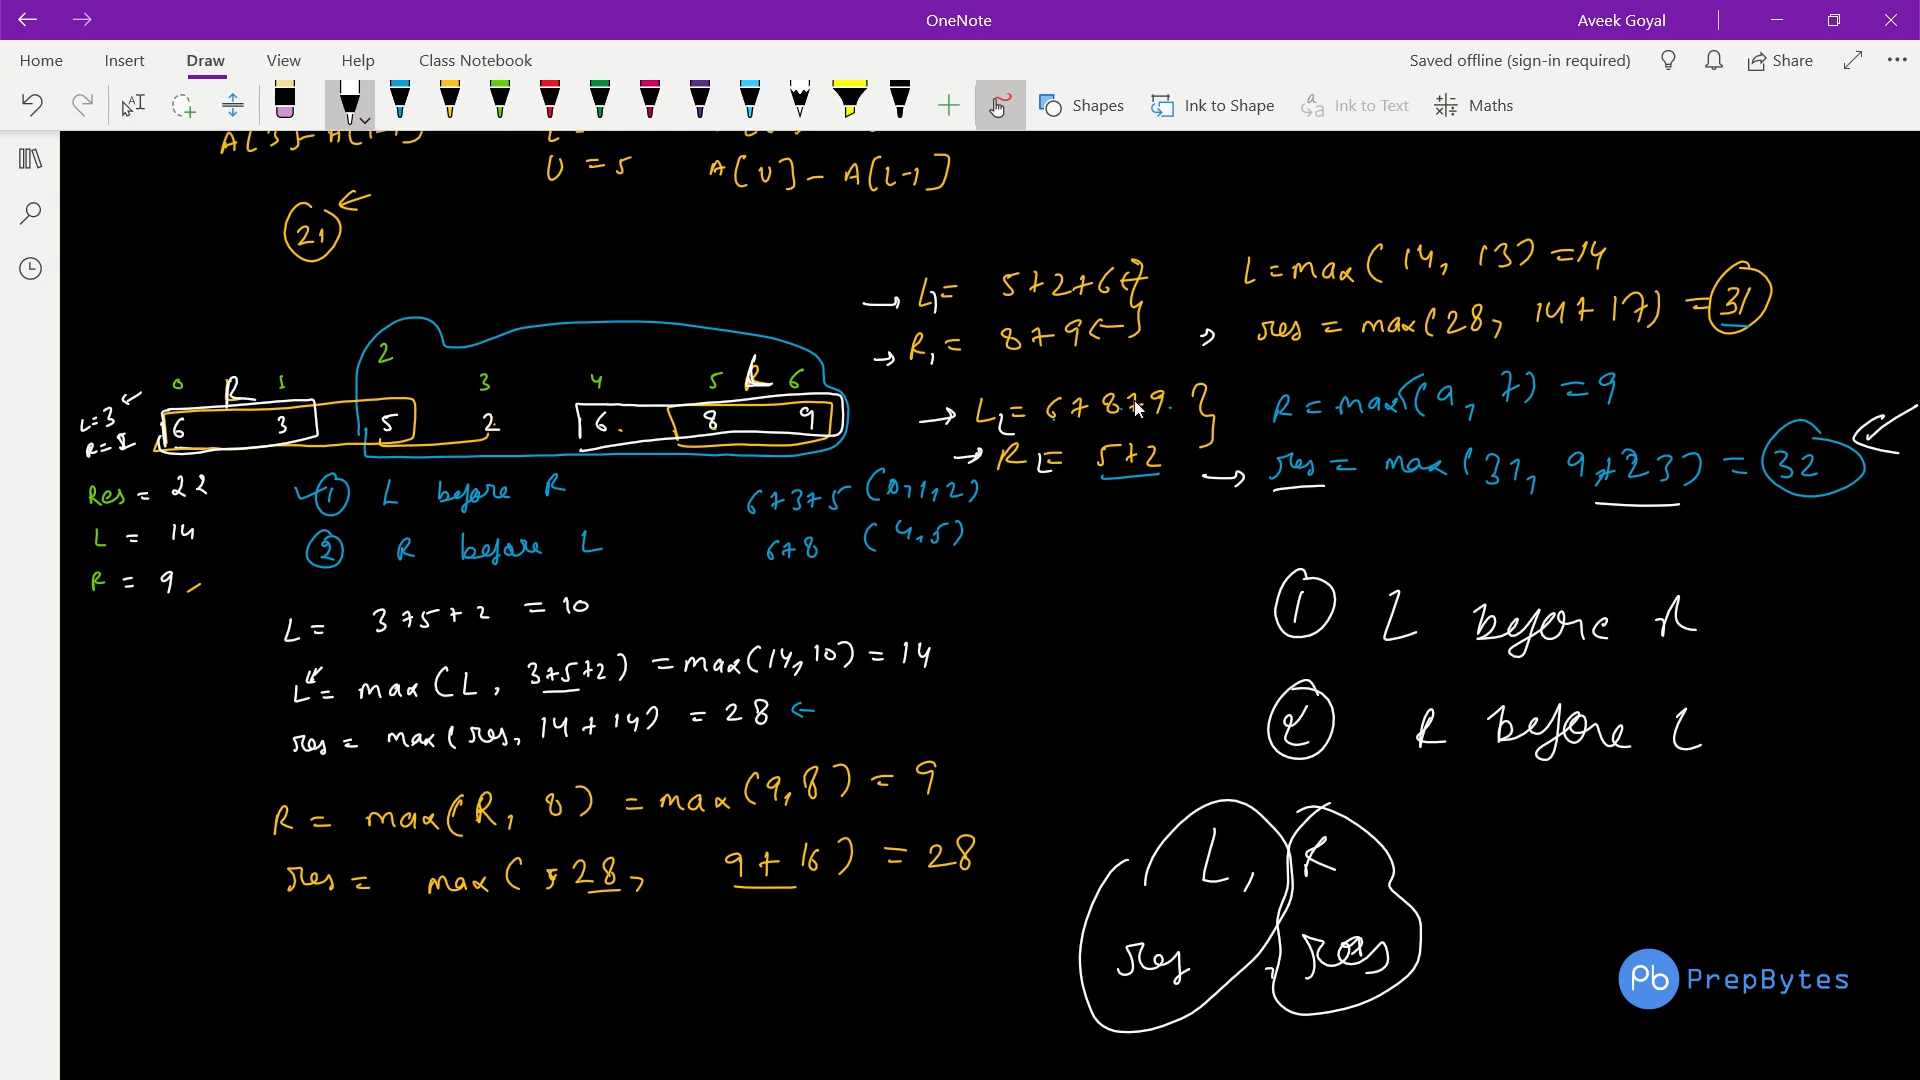 OneNote
Aveek Goyal
Home Insert Draw View Help Class Notebook
Saved offline (sign-in required) Share
Shapes Ink to Shape Ink to Text Maths
U = 5 A[U] - A[L-1]
21
L1 = 5+2+6
R1 = 8+9
L = max(14, 13) = 14
res = max(28, 14+17) = 31
2
0 R 1 3 4 5 R 6
L=3
6 3 5 2 6 8 9
L2 = 6+8+9
R2 = 5+2
R = max(9, 7) = 9
res = max(31, 9+23) = 32
Res = 22
L = 14
R = 9
1 L before R
2 R before L
6+3+5 (0,1,2)
6+8 (4,5)
L = 3+5+2 = 10
L = max(L, 3+5+2) = max(14,10) = 14
res = max(res, 14+14) = 28
R = max(R, 8) = max(9,8) = 9
res = max(28, 9+16) = 28
1 L before R
2 R before L
L, R
res, res
Pb PrepBytes